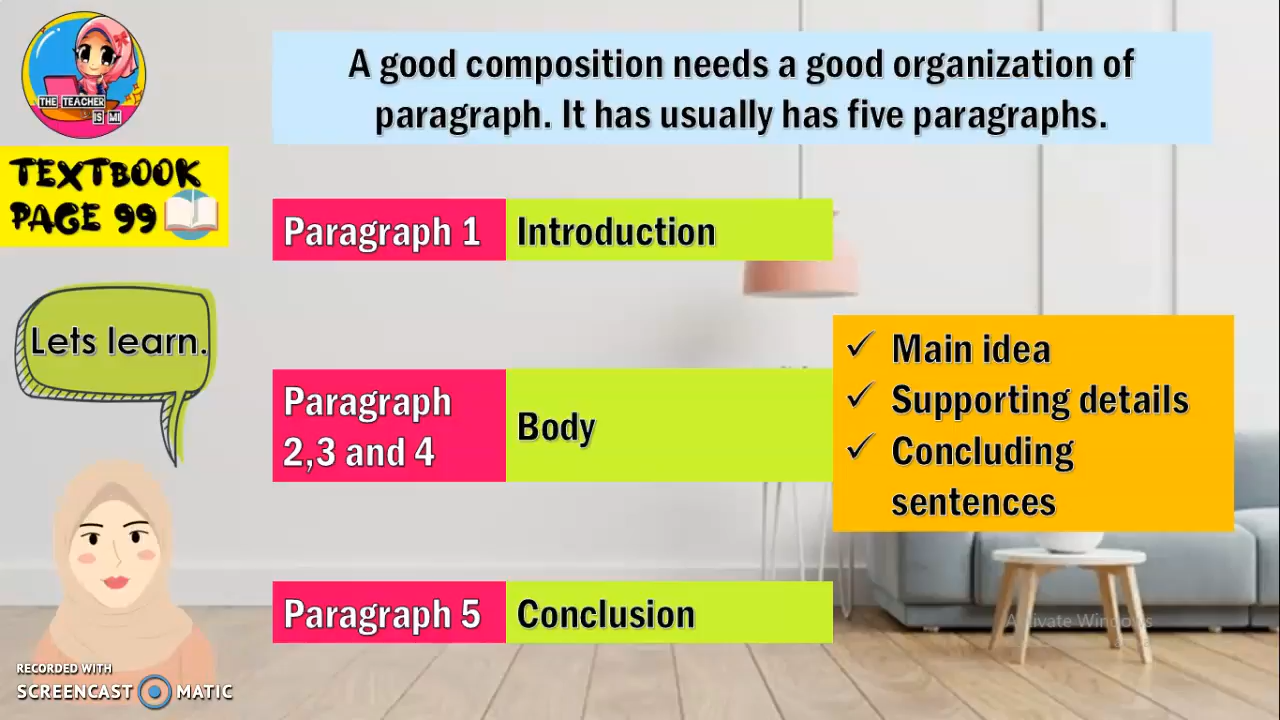 THE TEACHER
IS MI
A good composition needs a good organization of
paragraph. It has usually has five paragraphs.
TEXTBOOK
PAGE 99
Paragraph 1 Introduction
Lets learn.
Paragraph
2,3 and 4
Body
✓ Main idea
✓ Supporting details
✓ Concluding
sentences
Paragraph 5 Conclusion
Activate Windows
RECORDED WITH
SCREENCAST MATIC